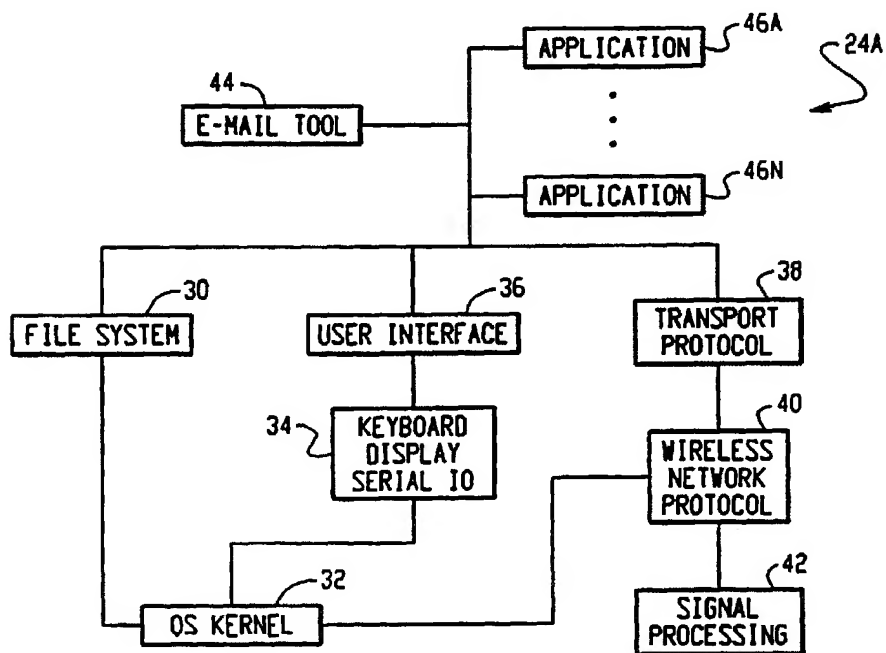 46A
APPLICATION
24A
44
E-MAIL TOOL
46N
APPLICATION
30
FILE SYSTEM
36
USER INTERFACE
38
TRANSPORT
PROTOCOL
34
KEYBOARD
DISPLAY
SERIAL IO
40
WIRELESS
NETWORK
PROTOCOL
32
OS KERNEL
42
SIGNAL
PROCESSING